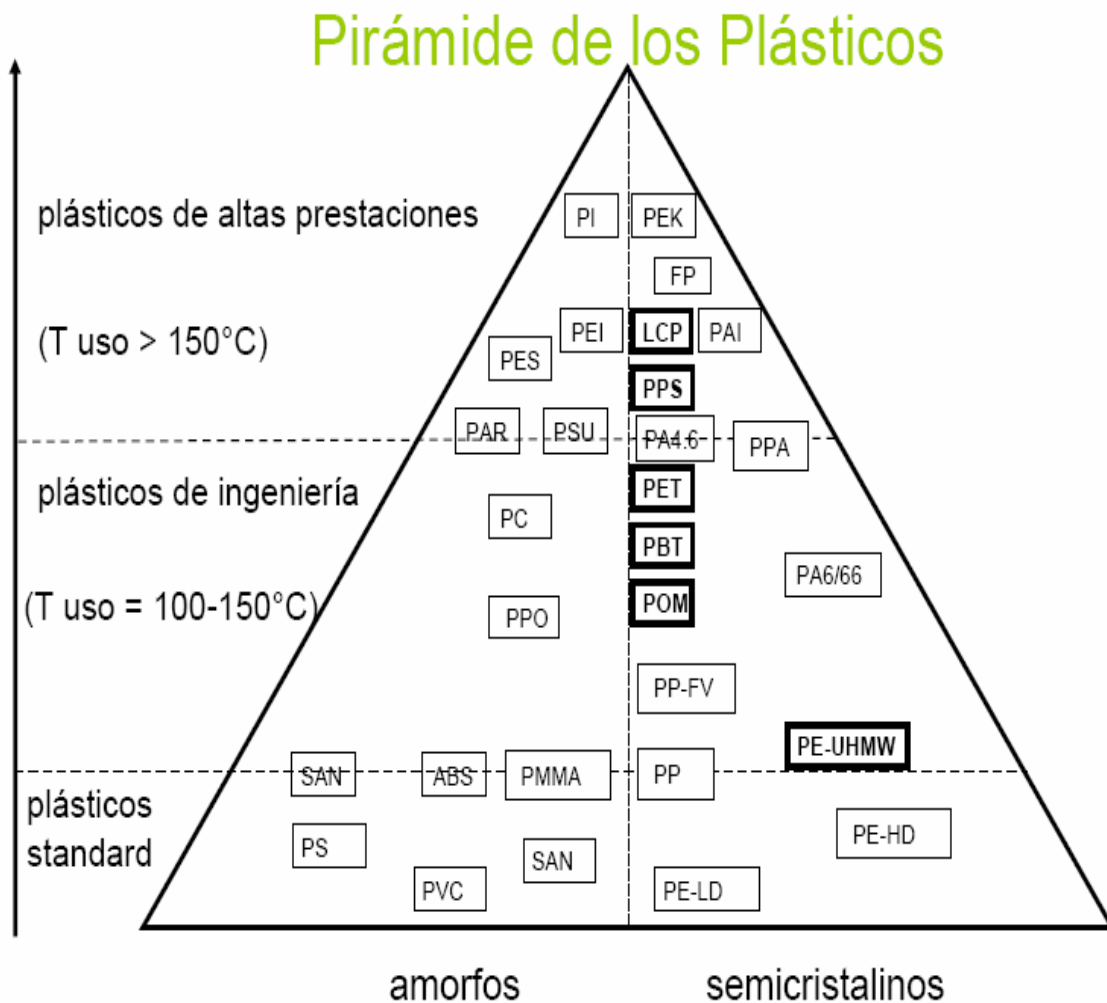 Pirámide de los Plásticos
plásticos de altas prestaciones
PI
PEK
FP
(T uso > 150°C)
PEI
LCP
PAI
PES
PPS
PAR
PSU
PA4.6
PPA
plásticos de ingeniería
PET
PC
PBT
PA6/66
(T uso = 100-150°C)
PPO
POM
PP-FV
PE-UHMW
SAN
ABS
PMMA
PP
plásticos
standard
PS
SAN
PE-HD
PVC
PE-LD
amorfos
semicristalinos